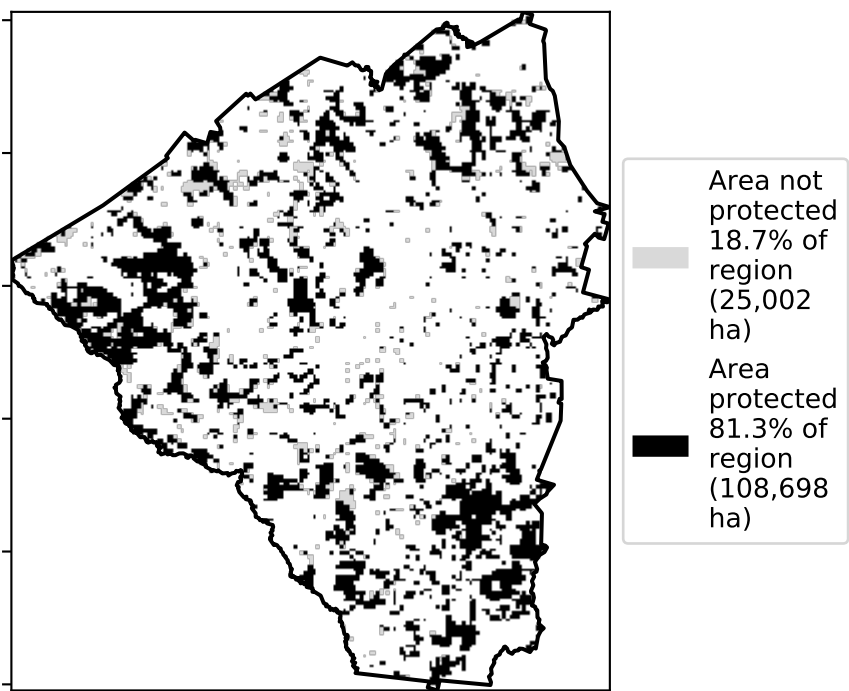 Area not
protected
18.7% of
region
(25,002
ha)
Area
protected
81.3% of
region
(108,698
ha)